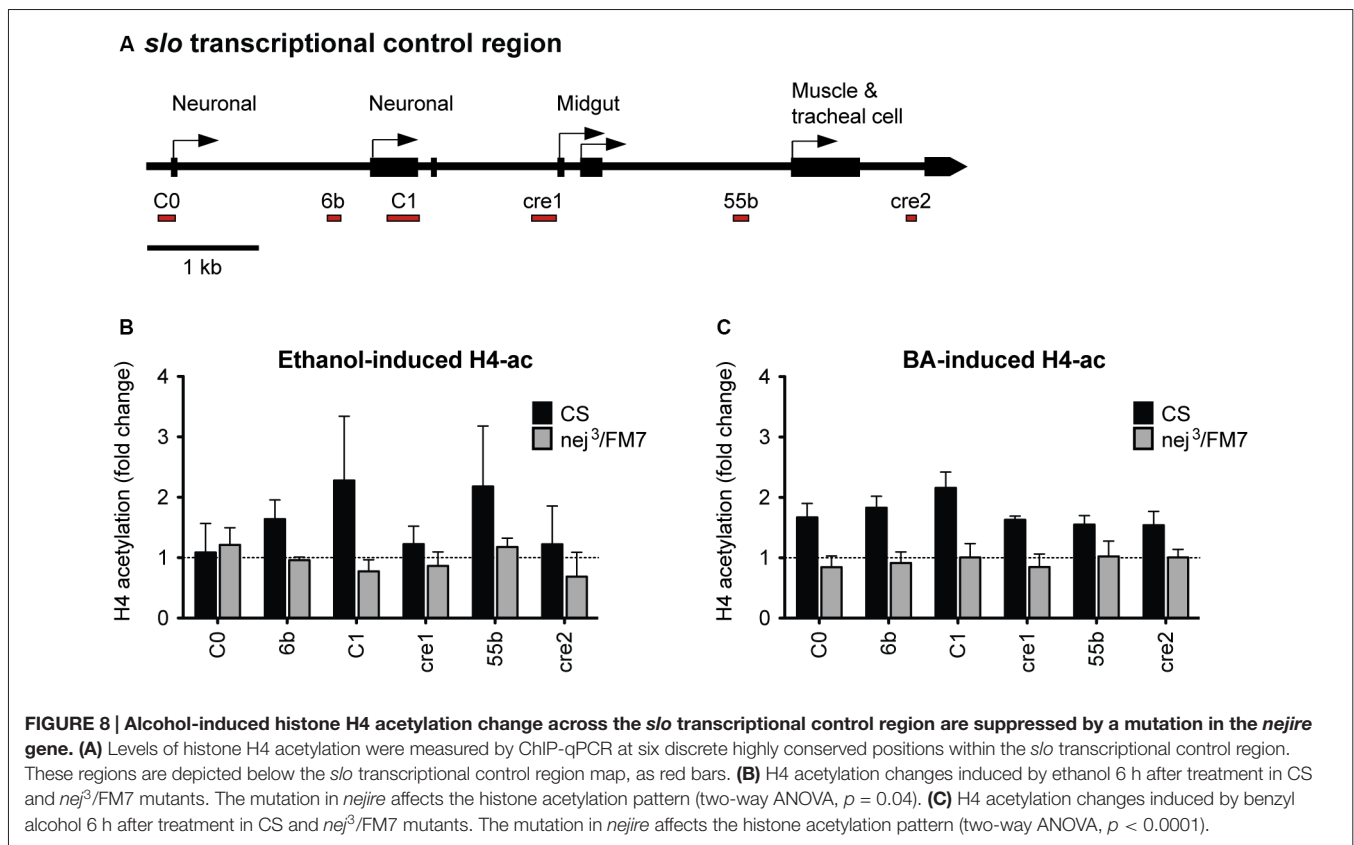 A slo transcriptional control region
Neuronal
Neuronal
Midgut
Muscle &
tracheal cell
C0
6b
C1
cre1
55b
cre2
1 kb
B
Ethanol-induced H4-ac
H4 acetylation (fold change)
4
3
2
1
0
CS
nej3/FM7
C0
6b
C1
cre1
55b
cre2
C
BA-induced H4-ac
H4 acetylation (fold change)
4
3
2
1
0
CS
nej3/FM7
C0
6b
C1
cre1
55b
cre2
FIGURE 8 | Alcohol-induced histone H4 acetylation change across the slo transcriptional control region are suppressed by a mutation in the nejire
gene. (A) Levels of histone H4 acetylation were measured by ChIP-qPCR at six discrete highly conserved positions within the slo transcriptional control region.
These regions are depicted below the slo transcriptional control region map, as red bars. (B) H4 acetylation changes induced by ethanol 6 h after treatment in CS
and nej3/FM7 mutants. The mutation in nejire affects the histone acetylation pattern (two-way ANOVA, p = 0.04). (C) H4 acetylation changes induced by benzyl
alcohol 6 h after treatment in CS and nej3/FM7 mutants. The mutation in nejire affects the histone acetylation pattern (two-way ANOVA, p < 0.0001).